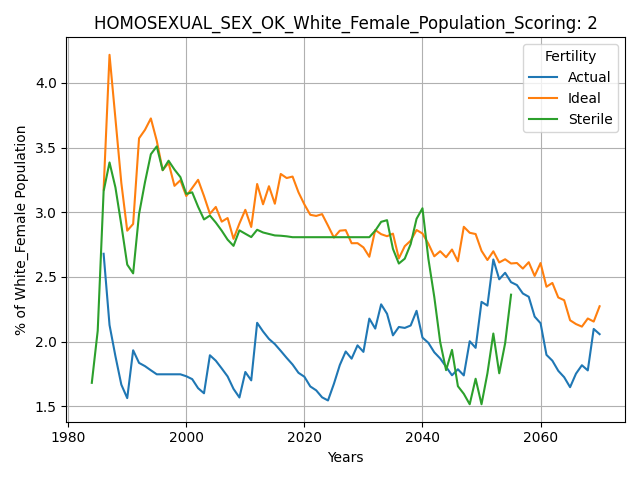 HOMOSEXUAL_SEX_OK_White_Female_Population_Scoring: 2
Fertility
Actual
Ideal
Sterile
% of White_Female Population
4.0
3.5
3.0
2.5
2.0
1.5
1980
2000
2020
2040
2060
Years